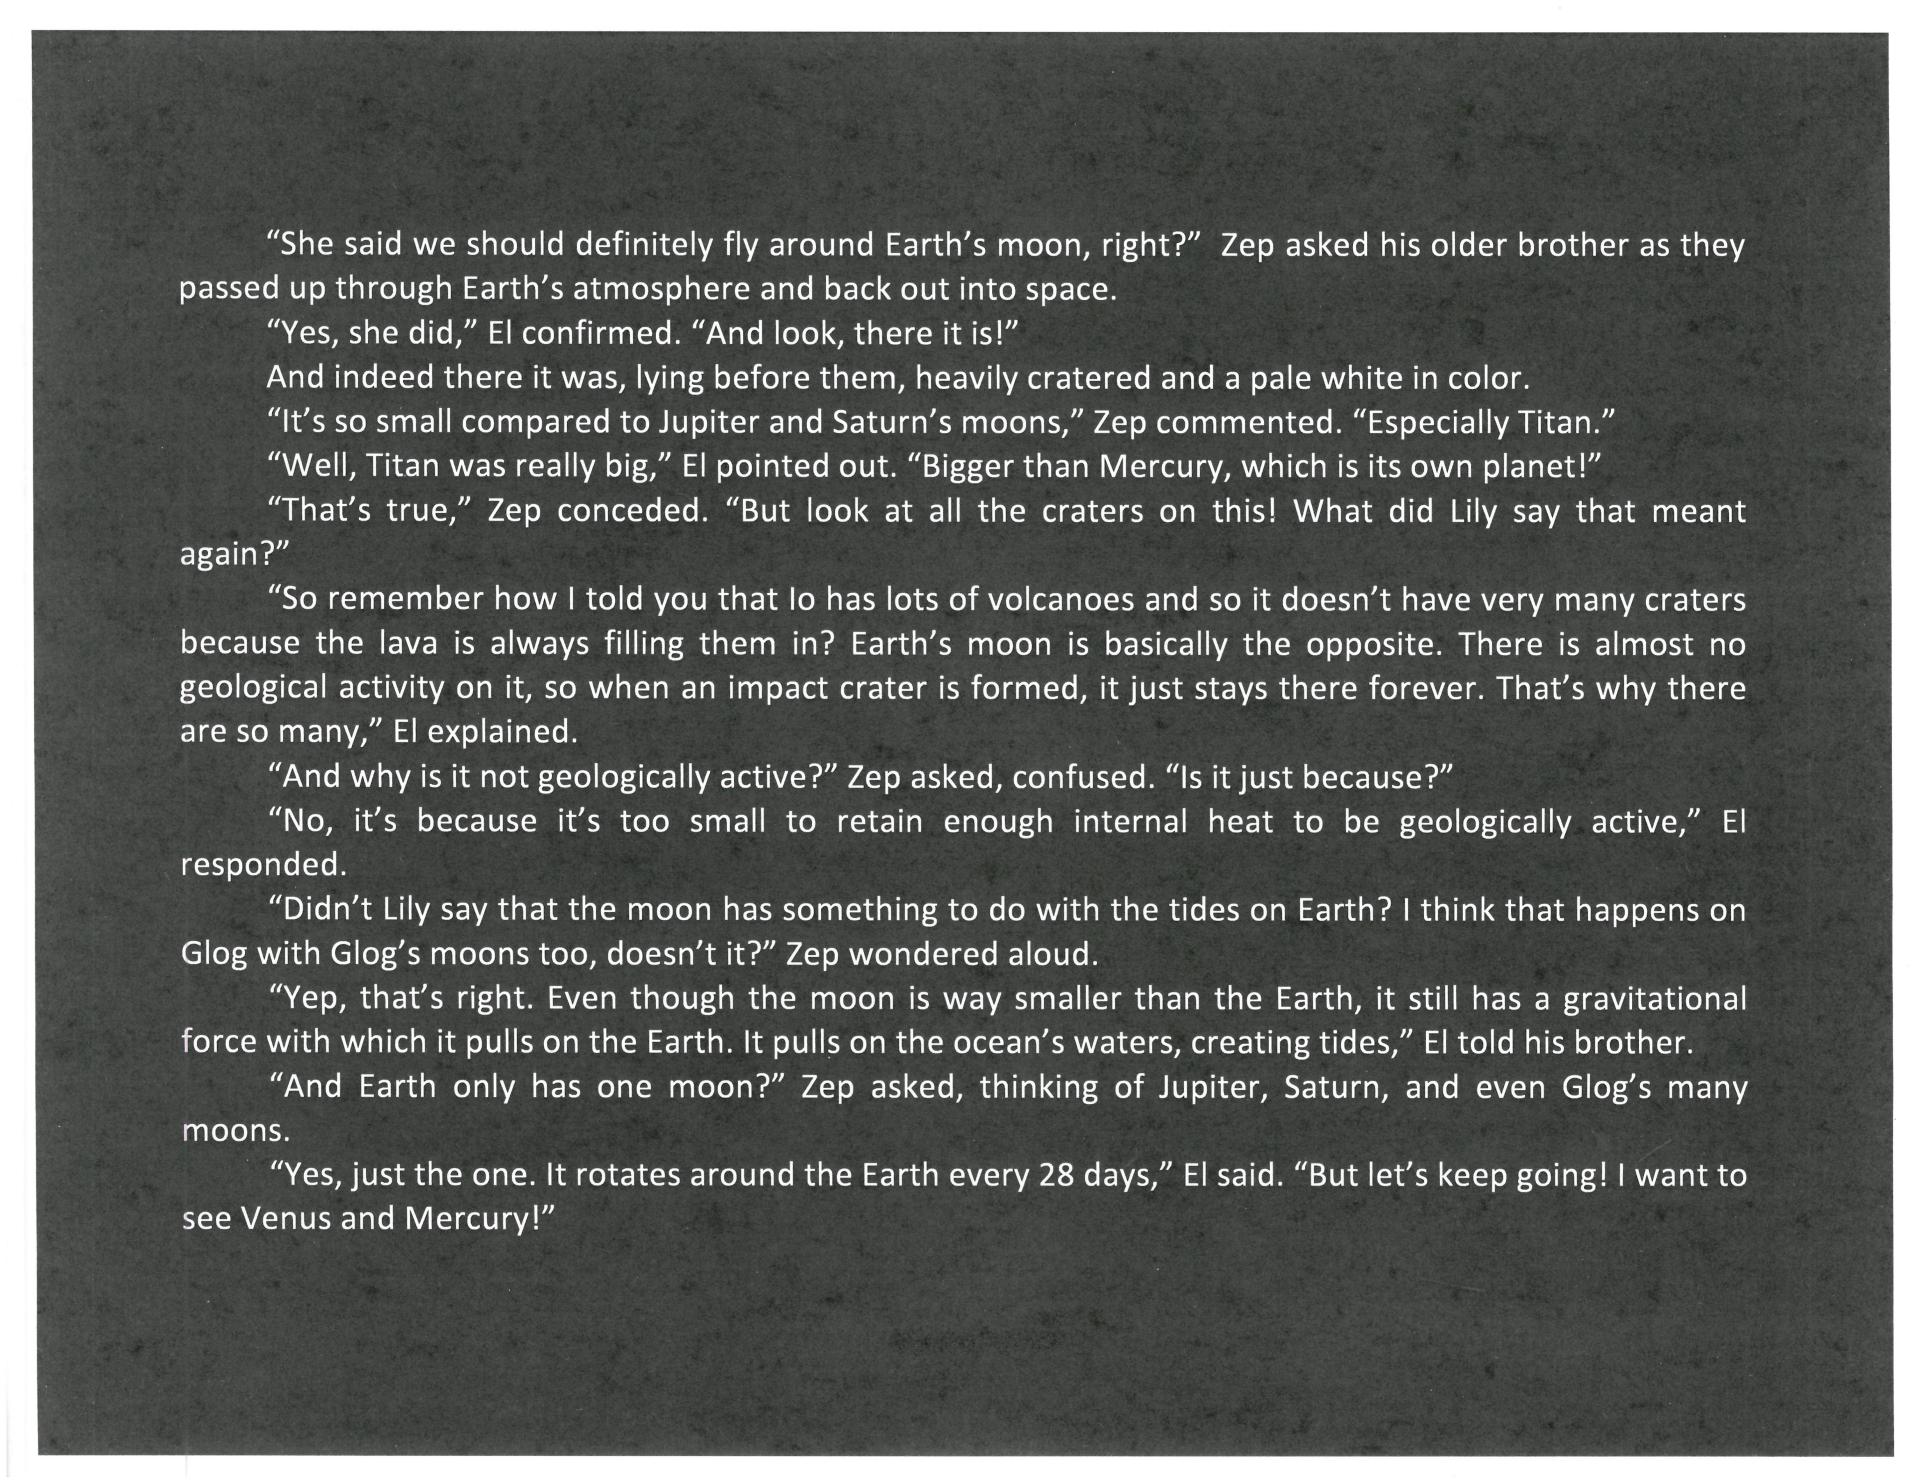 “She said we should definitely fly around Earth’s moon, right?”  Zep asked his older brother as they
passed up through Earth’s atmosphere and back out into space.
“Yes, she did,” El confirmed. “And look, there it is!”
And indeed there it was, lying before them, heavily cratered and a pale white in color.
“It’s so small compared to Jupiter and Saturn’s moons,” Zep commented. “Especially Titan.”
“Well, Titan was really big,” El pointed out. “Bigger than Mercury, which is its own planet!”
“That’s true,” Zep conceded. “But look at all the craters on this! What did Lily say that meant
again?”
“So remember how I told you that Io has lots of volcanoes and so it doesn’t have very many craters
because the lava is always filling them in? Earth’s moon is basically the opposite. There is almost no
geological activity on it, so when an impact crater is formed, it just stays there forever. That’s why there
are so many,” El explained.
“And why is it not geologically active?” Zep asked, confused. “Is it just because?”
“No, it’s because it’s too small to retain enough internal heat to be geologically active,” El
responded.
“Didn’t Lily say that the moon has something to do with the tides on Earth? I think that happens on
Glog with Glog’s moons too, doesn’t it?” Zep wondered aloud.
“Yep, that’s right. Even though the moon is way smaller than the Earth, it still has a gravitational
force with which it pulls on the Earth. It pulls on the ocean’s waters, creating tides,” El told his brother.
“And Earth only has one moon?” Zep asked, thinking of Jupiter, Saturn, and even Glog’s many
moons.
“Yes, just the one. It rotates around the Earth every 28 days,” El said. “But let’s keep going! I want to
see Venus and Mercury!”